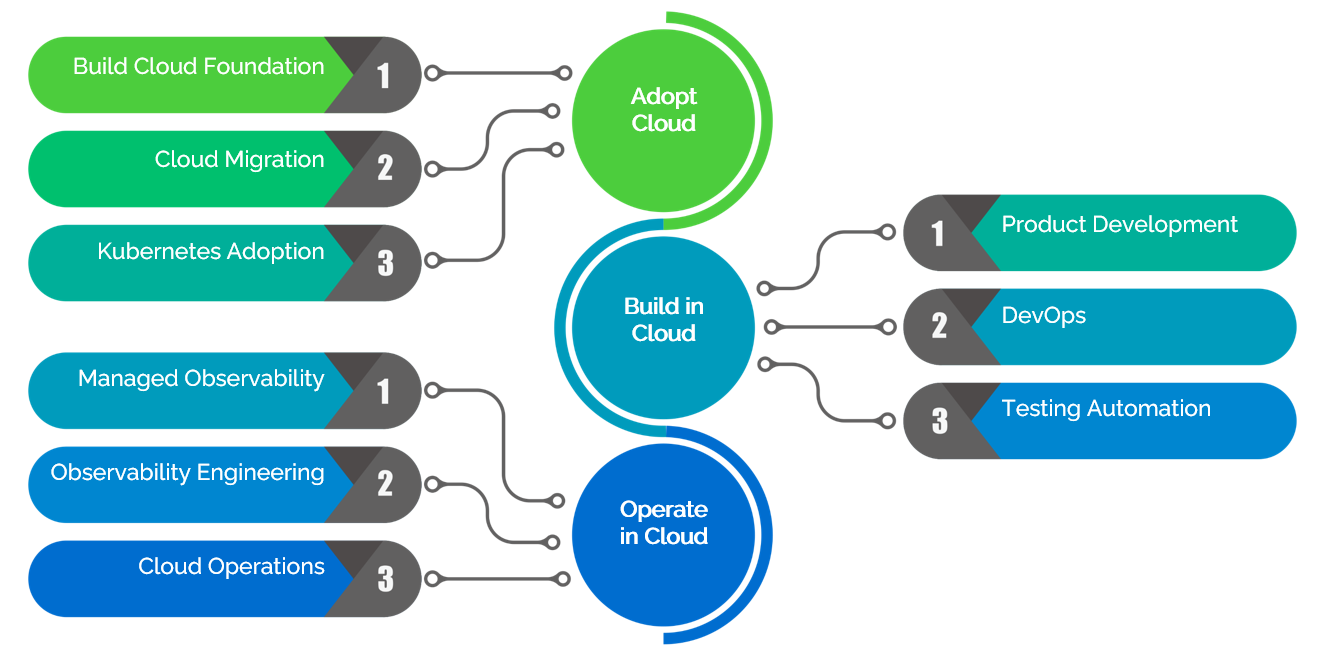 Build Cloud Foundation
1
Cloud Migration
2
Kubernetes Adoption
3
Adopt
Cloud
Build in
Cloud
1
Product Development
2
DevOps
3
Testing Automation
Managed Observability
1
Observability Engineering
2
Cloud Operations
3
Operate
in Cloud